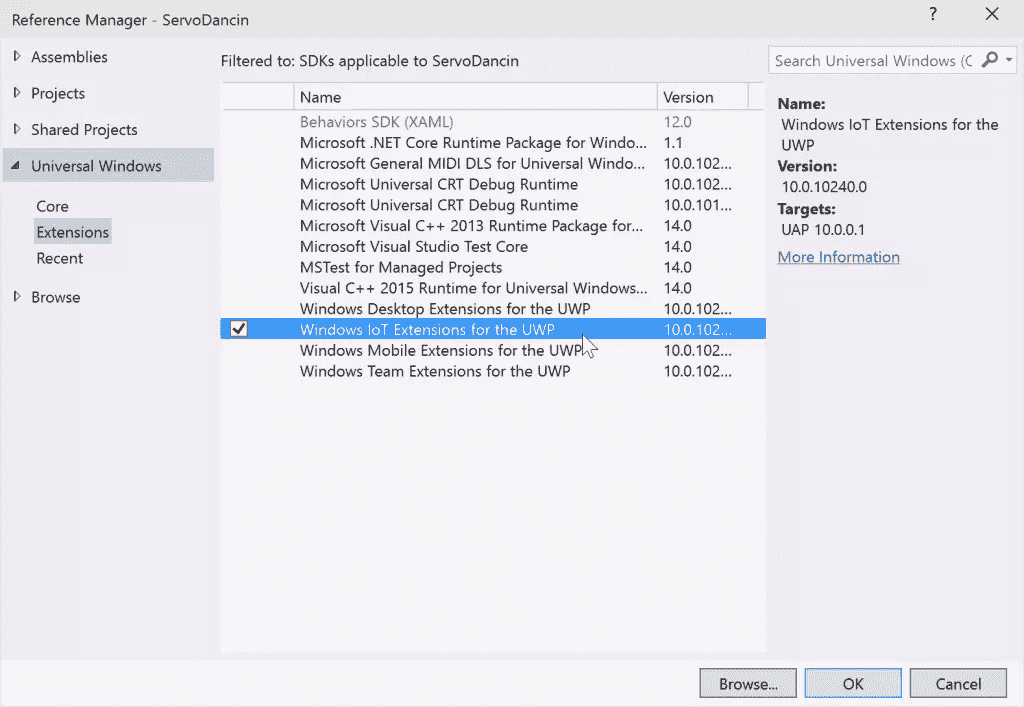 Reference Manager - ServoDancin
?
Assemblies
Projects
Shared Projects
Universal Windows
Core
Extensions
Recent
Browse
Filtered to: SDKs applicable to ServoDancin
Name Version
Behaviors SDK (XAML) 12.0
Microsoft .NET Core Runtime Package for Windo... 1.1
Microsoft General MIDI DLS for Universal Windo... 10.0.102...
Microsoft Universal CRT Debug Runtime 10.0.102...
Microsoft Universal CRT Debug Runtime 10.0.101...
Microsoft Visual C++ 2013 Runtime Package for... 14.0
Microsoft Visual Studio Test Core 14.0
MSTest for Managed Projects 14.0
Visual C++ 2015 Runtime for Universal Windows... 14.0
Windows Desktop Extensions for the UWP 10.0.102...
Windows IoT Extensions for the UWP 10.0.102...
Windows Mobile Extensions for the UWP 10.0.102...
Windows Team Extensions for the UWP 10.0.102...
Search Universal Windows (C
Name:
Windows IoT Extensions for the
UWP
Version:
10.0.10240.0
Targets:
UAP 10.0.0.1
More Information
Browse... OK Cancel